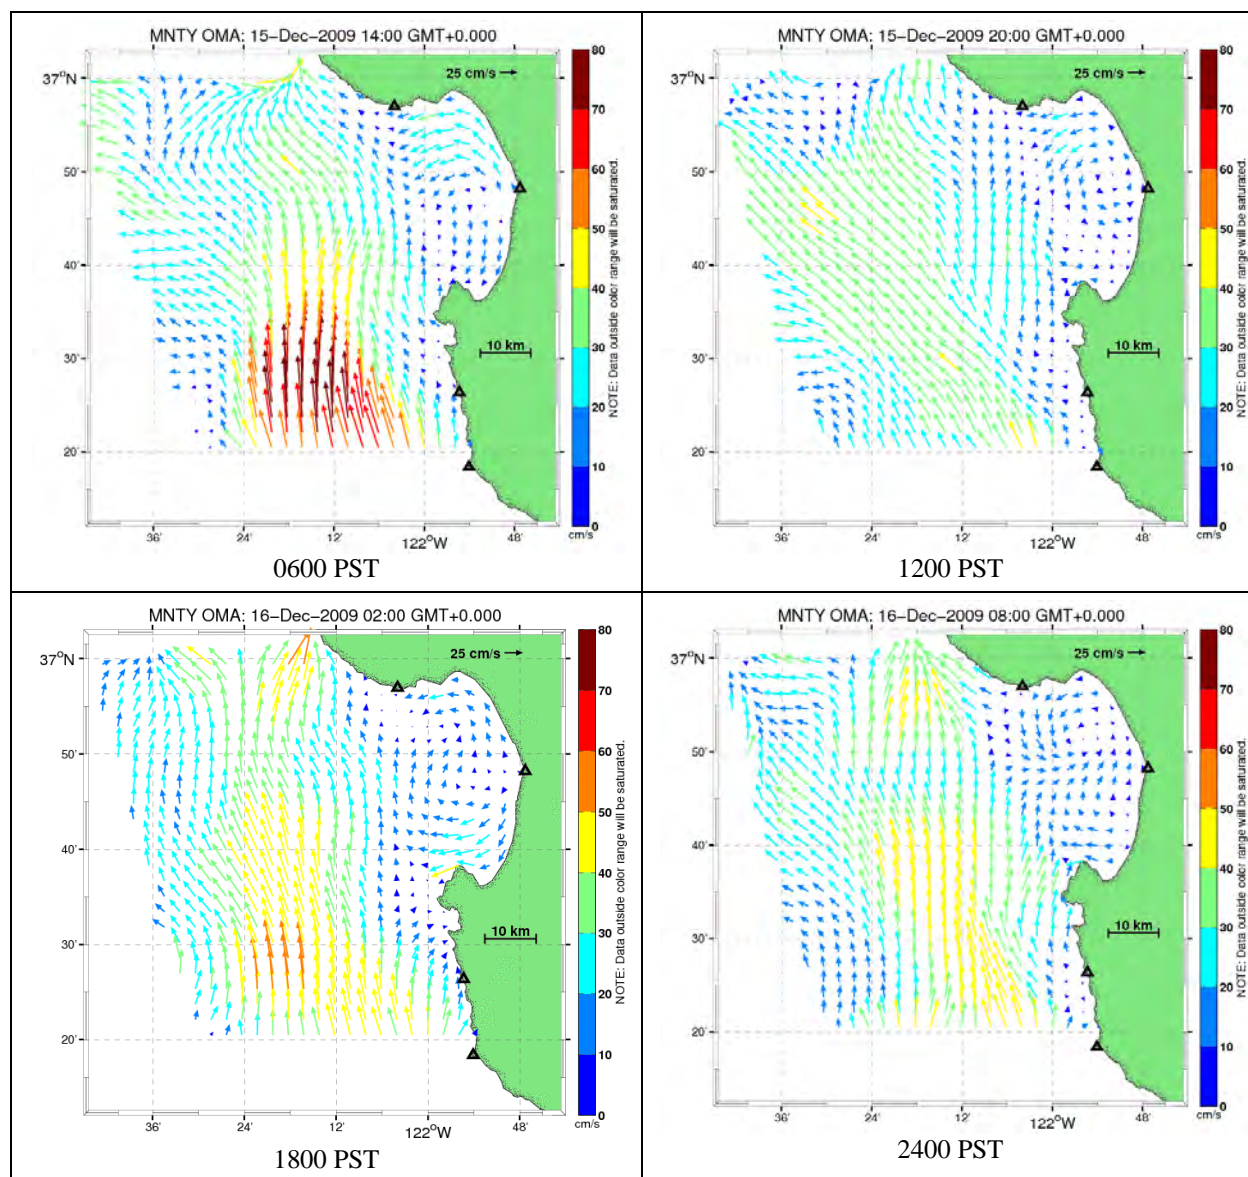 MNTY OMA: 15-Dec-2009 14:00 GMT+0.000
37°N
50'
40'
30'
20'
36'
24'
12'
122°W
48'
25 cm/s
10 km
80
70
60
50
40
30
20
10
0
cm/s
NOTE: Data outside color range will be saturated.
0600 PST
MNTY OMA: 15-Dec-2009 20:00 GMT+0.000
37°N
50'
40'
30'
20'
36'
24'
12'
122°W
48'
25 cm/s
10 km
80
70
60
50
40
30
20
10
0
cm/s
NOTE: Data outside color range will be saturated.
1200 PST
MNTY OMA: 16-Dec-2009 02:00 GMT+0.000
37°N
50'
40'
30'
20'
36'
24'
12'
122°W
48'
25 cm/s
10 km
80
70
60
50
40
30
20
10
0
cm/s
NOTE: Data outside color range will be saturated.
1800 PST
MNTY OMA: 16-Dec-2009 08:00 GMT+0.000
37°N
50'
40'
30'
20'
36'
24'
12'
122°W
48'
25 cm/s
10 km
80
70
60
50
40
30
20
10
0
cm/s
NOTE: Data outside color range will be saturated.
2400 PST